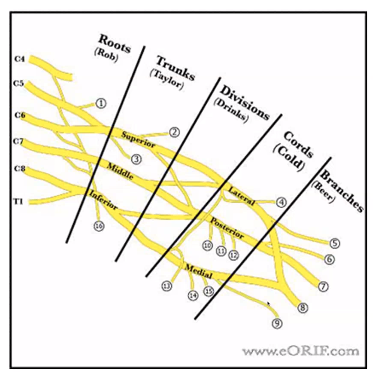 Roots
(Rob)
Trunks
(Taylor)
Divisions
(Drinks)
Cords
(Cold)
Branches
(Beer)
C4
C5
C6
C7
C8
T1
1
2
3
Superior
Middle
Inferior
Lateral
Posterior
Medial
4
5
6
7
8
9
10
11
12
13
14
15
16
www.eORIF.com